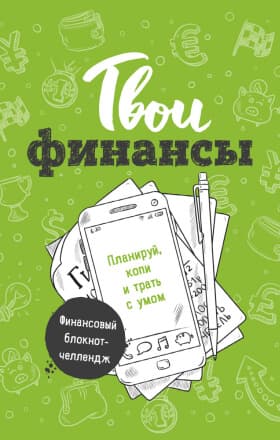 Твои
финансы
Планируй,
копи
и трать
с умом
Финансовый
блокнот-
челлендж